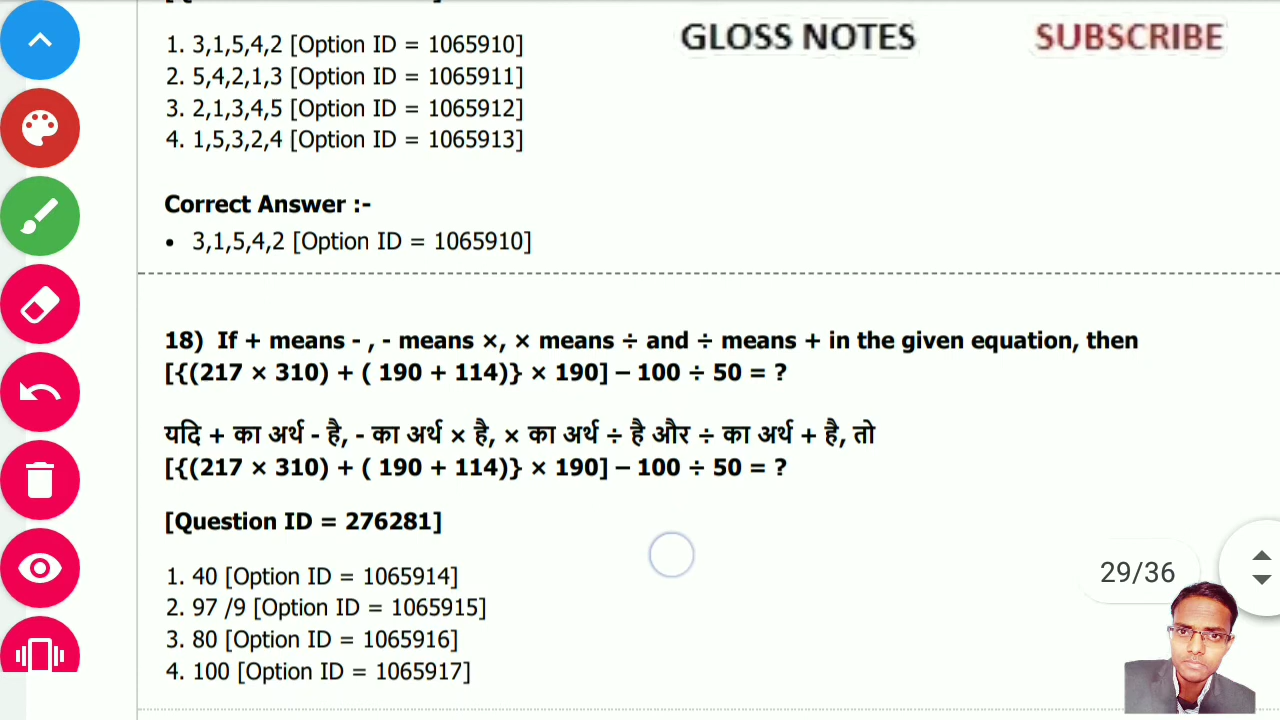 GLOSS NOTES SUBSCRIBE
1. 3,1,5,4,2 [Option ID = 1065910]
2. 5,4,2,1,3 [Option ID = 1065911]
3. 2,1,3,4,5 [Option ID = 1065912]
4. 1,5,3,2,4 [Option ID = 1065913]
Correct Answer :-
• 3,1,5,4,2 [Option ID = 1065910]
18) If + means - , - means ×, × means ÷ and ÷ means + in the given equation, then
[{(217 × 310) + ( 190 + 114)} × 190] – 100 ÷ 50 = ?
यदि + का अर्थ - है, - का अर्थ × है, × का अर्थ ÷ है और ÷ का अर्थ + है, तो
[{(217 × 310) + ( 190 + 114)} × 190] – 100 ÷ 50 = ?
[Question ID = 276281]
1. 40 [Option ID = 1065914]
2. 97 /9 [Option ID = 1065915]
3. 80 [Option ID = 1065916]
4. 100 [Option ID = 1065917]
29/36